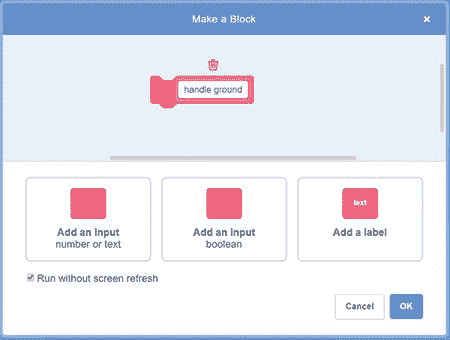 Make a Block
handle ground
Add an input
number or text
Add an input
boolean
text
Add a label
Run without screen refresh
Cancel
OK